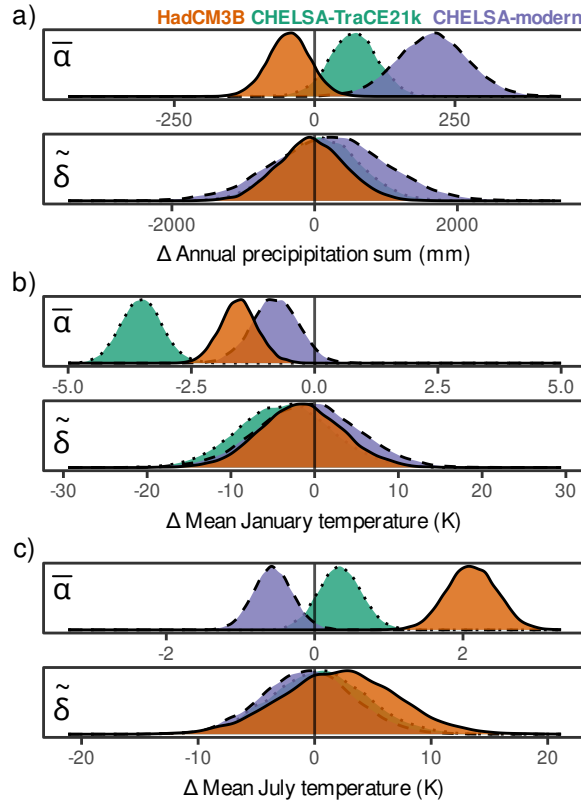 HadCM3B CHELSA-TraCE21k CHELSA-modern
a)
α̅
-250 0 250
δ̃
-2000 0 2000
Δ Annual precipipitation sum (mm)
b)
α̅
-5.0 -2.5 0.0 2.5 5.0
δ̃
-30 -20 -10 0 10 20 30
Δ Mean January temperature (K)
c)
α̅
-2 0 2
δ̃
-20 -10 0 10 20
Δ Mean July temperature (K)